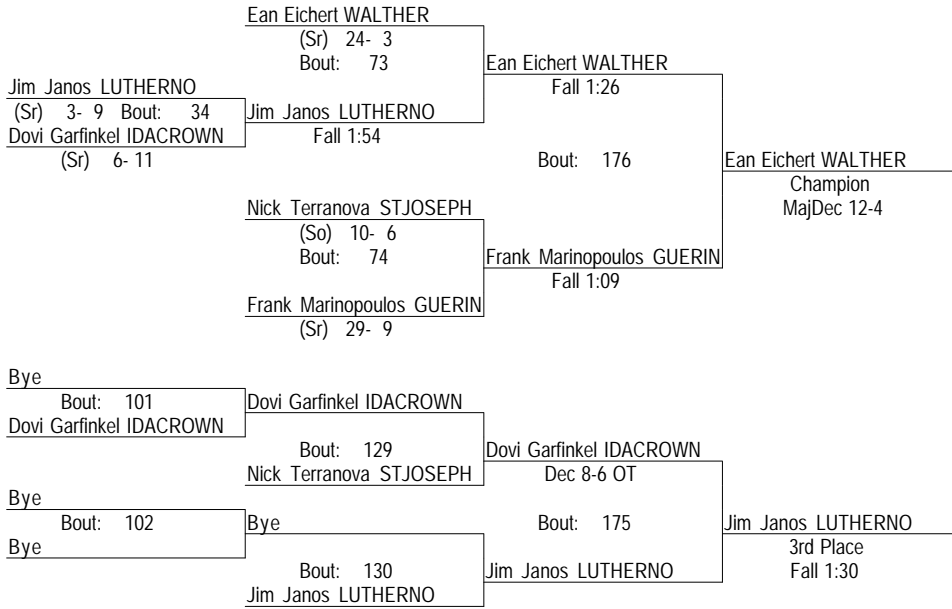 Ean Eichert WALTHER
(Sr) 24- 3
Bout: 73
Ean Eichert WALTHER
Fall 1:26
Jim Janos LUTHERNO
(Sr) 3- 9 Bout: 34
Jim Janos LUTHERNO
Dovi Garfinkel IDACROWN
Fall 1:54
(Sr) 6- 11
Bout: 176
Ean Eichert WALTHER
Champion
MajDec 12-4
Nick Terranova STJOSEPH
(So) 10- 6
Bout: 74
Frank Marinopoulos GUERIN
Fall 1:09
Frank Marinopoulos GUERIN
(Sr) 29- 9
Bye
Bout: 101
Dovi Garfinkel IDACROWN
Dovi Garfinkel IDACROWN
Bout: 129
Dovi Garfinkel IDACROWN
Nick Terranova STJOSEPH
Dec 8-6 OT
Bye
Bout: 102
Bye
Bout: 175
Jim Janos LUTHERNO
Bye
3rd Place
Bout: 130
Jim Janos LUTHERNO
Fall 1:30
Jim Janos LUTHERNO